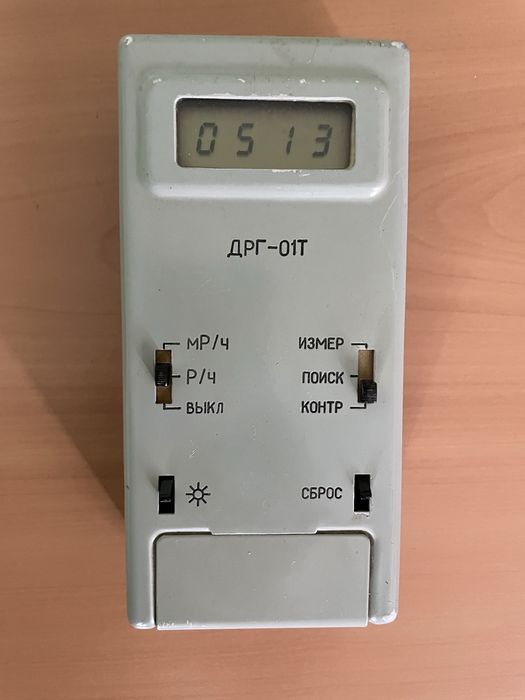 0513
ДРГ-01Т
мР/ч ИЗМЕР
Р/ч ПОИСК
ВЫКЛ КОНТР
СБРОС